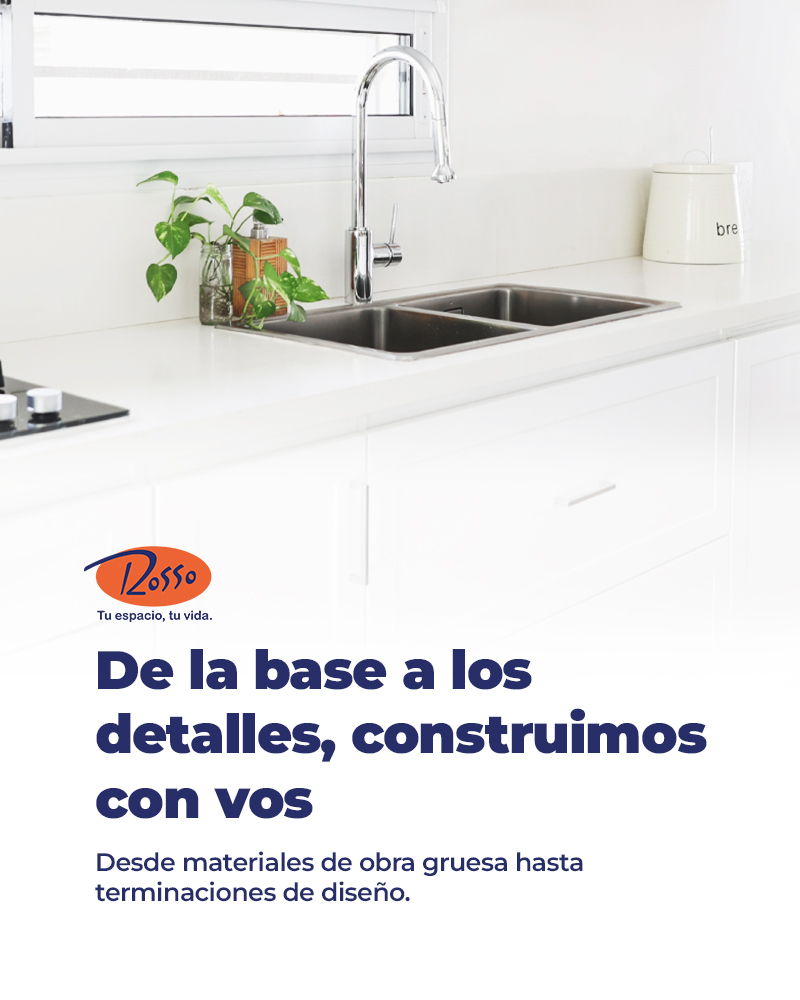 bre
Rosso
Tu espacio, tu vida.
De la base a los
detalles, construimos
con vos
Desde materiales de obra gruesa hasta
terminaciones de diseño.